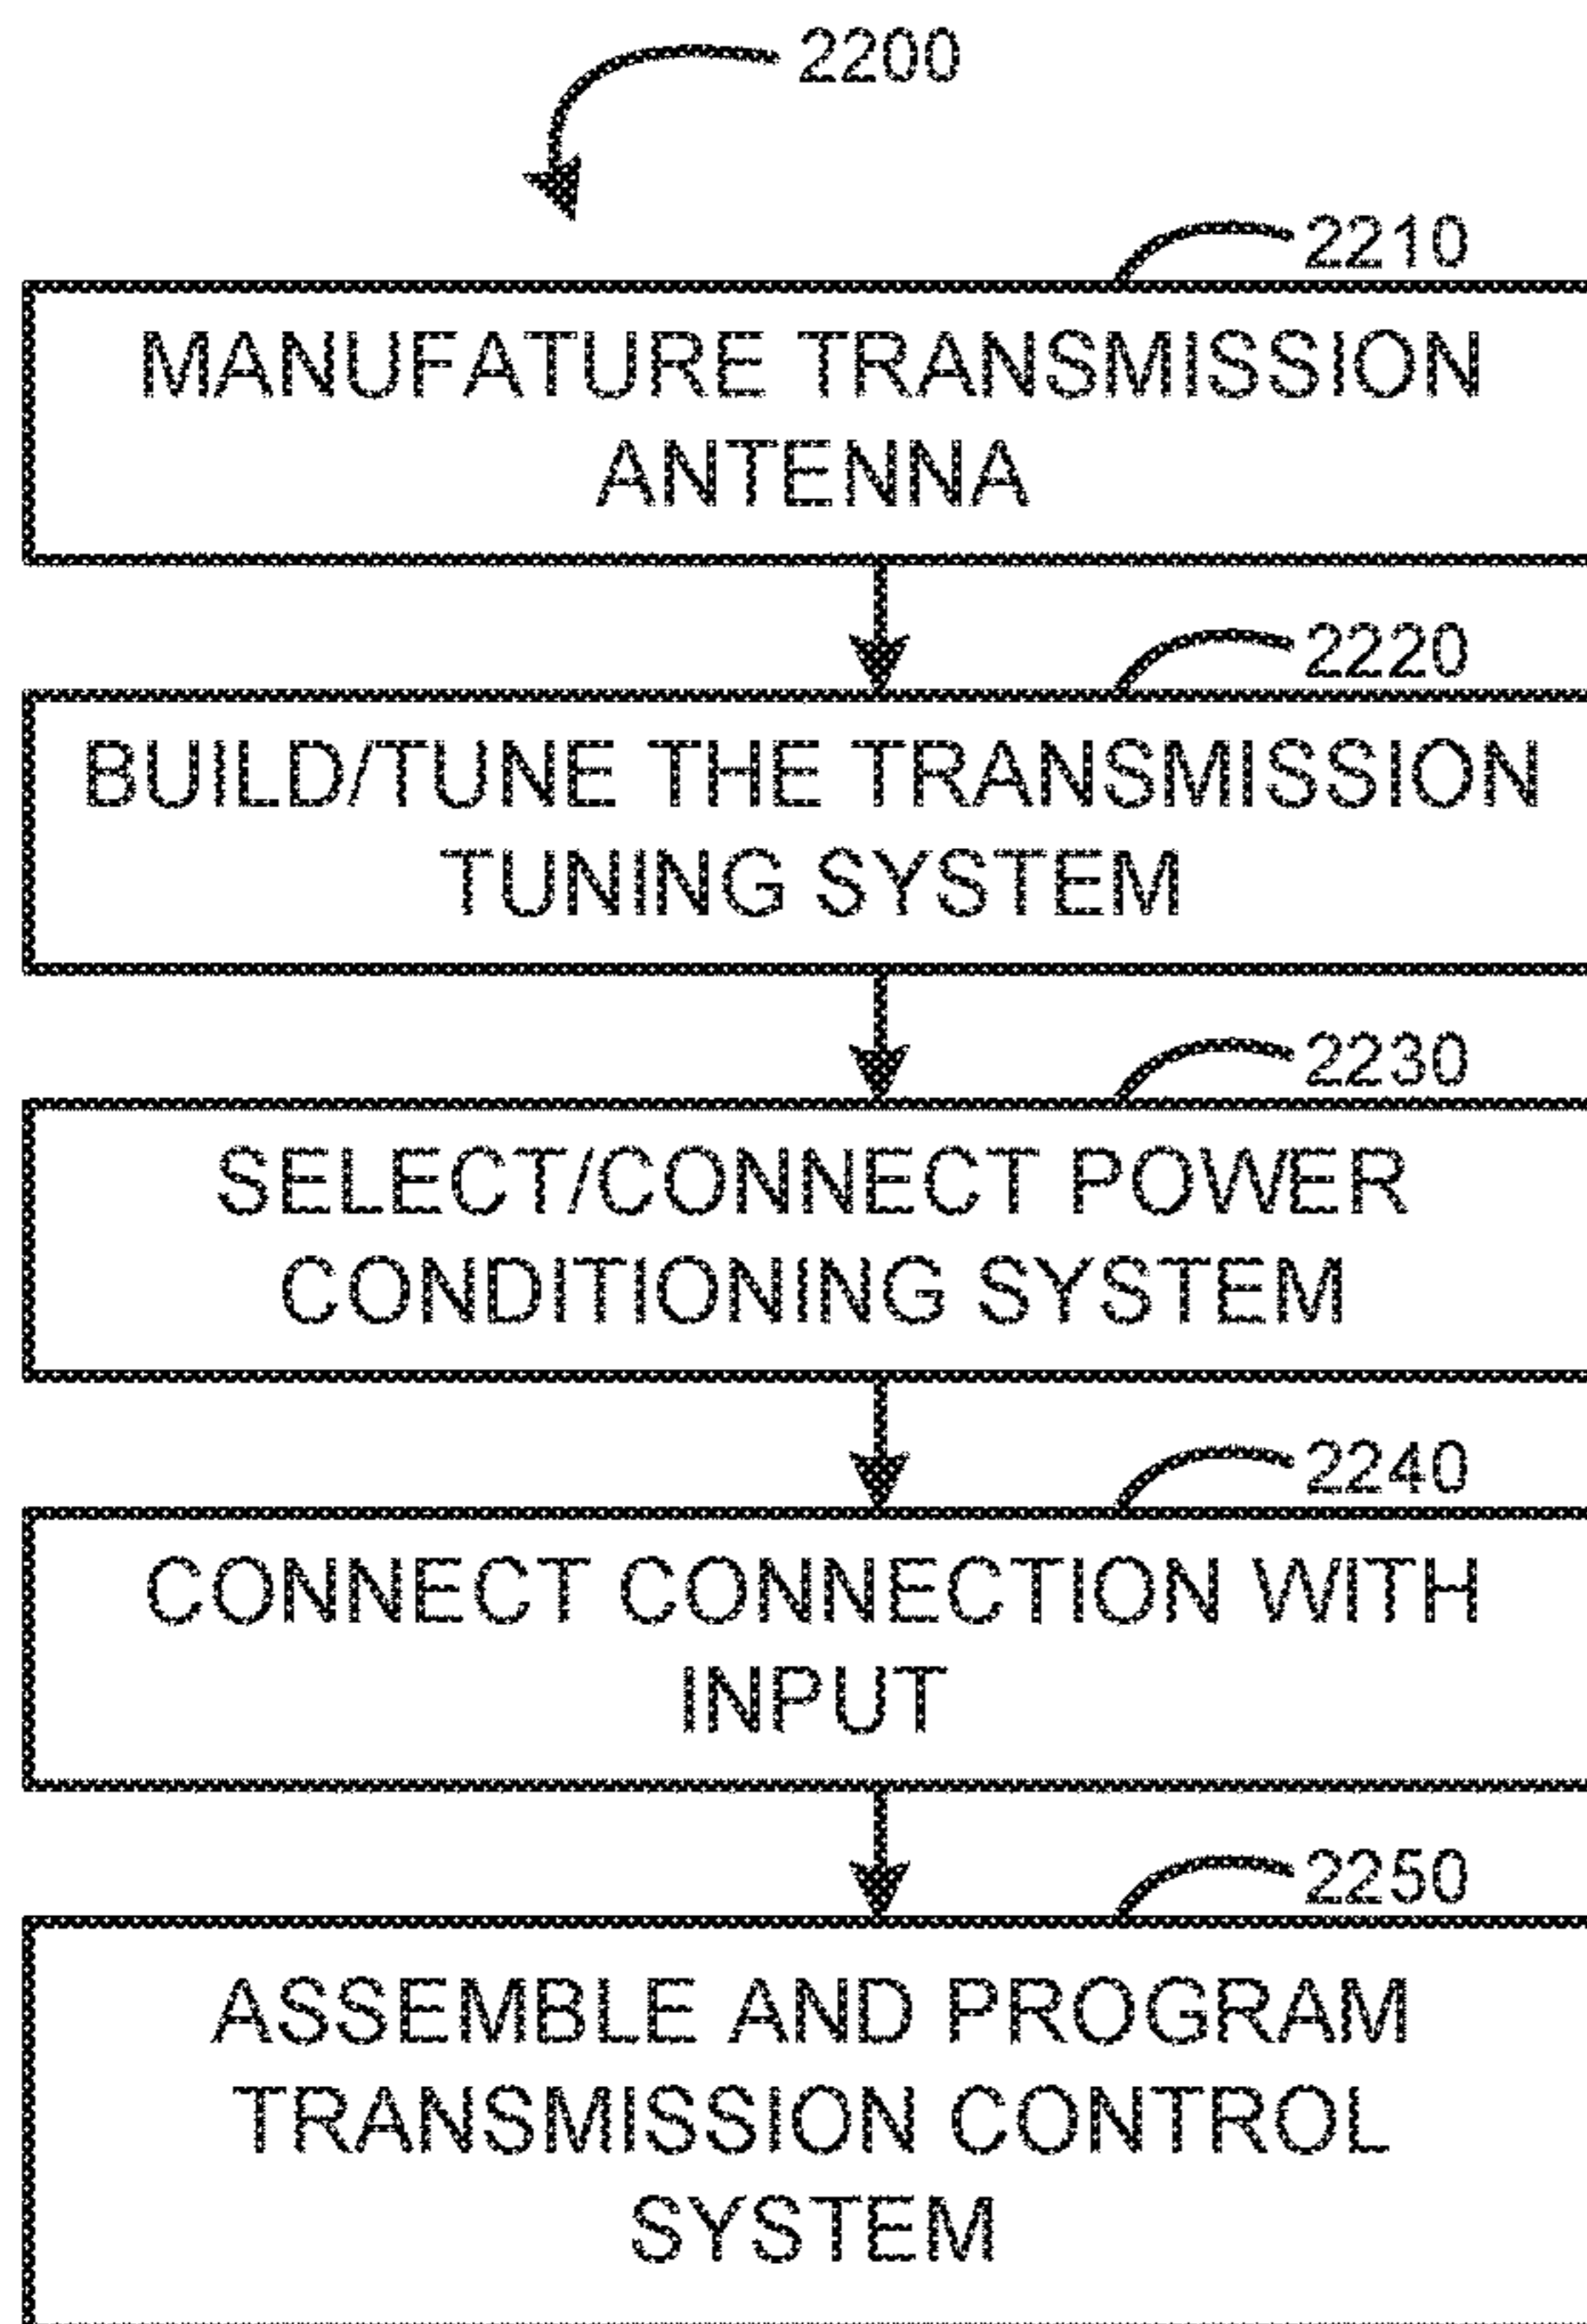 2200
2210
MANUFATURE TRANSMISSION
ANTENNA
2220
BUILD/TUNE THE TRANSMISSION
TUNING SYSTEM
2230
SELECT/CONNECT POWER
CONDITIONING SYSTEM
2240
CONNECT CONNECTION WITH
INPUT
2250
ASSEMBLE AND PROGRAM
TRANSMISSION CONTROL
SYSTEM